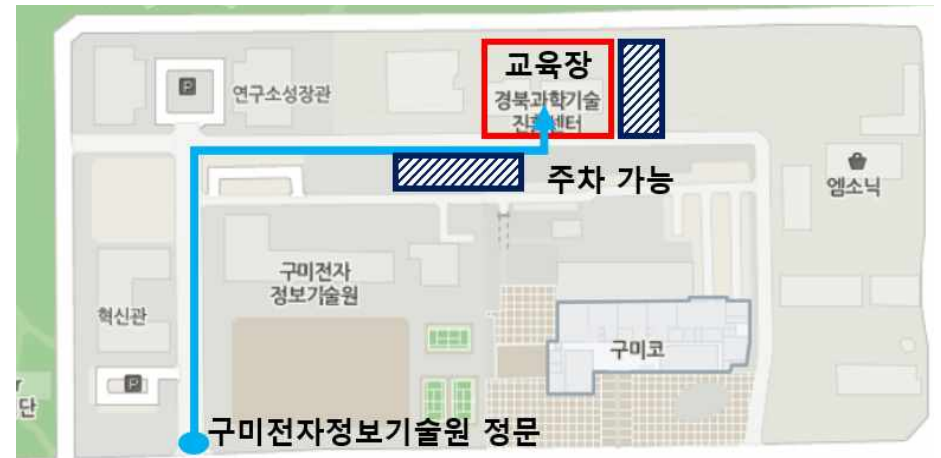 교육장
경북과학기술
진흥센터
P
연구소성장관
주차 가능
엠소닉
구미전자
정보기술원
혁신관
구미코
P
단
구미전자정보기술원 정문